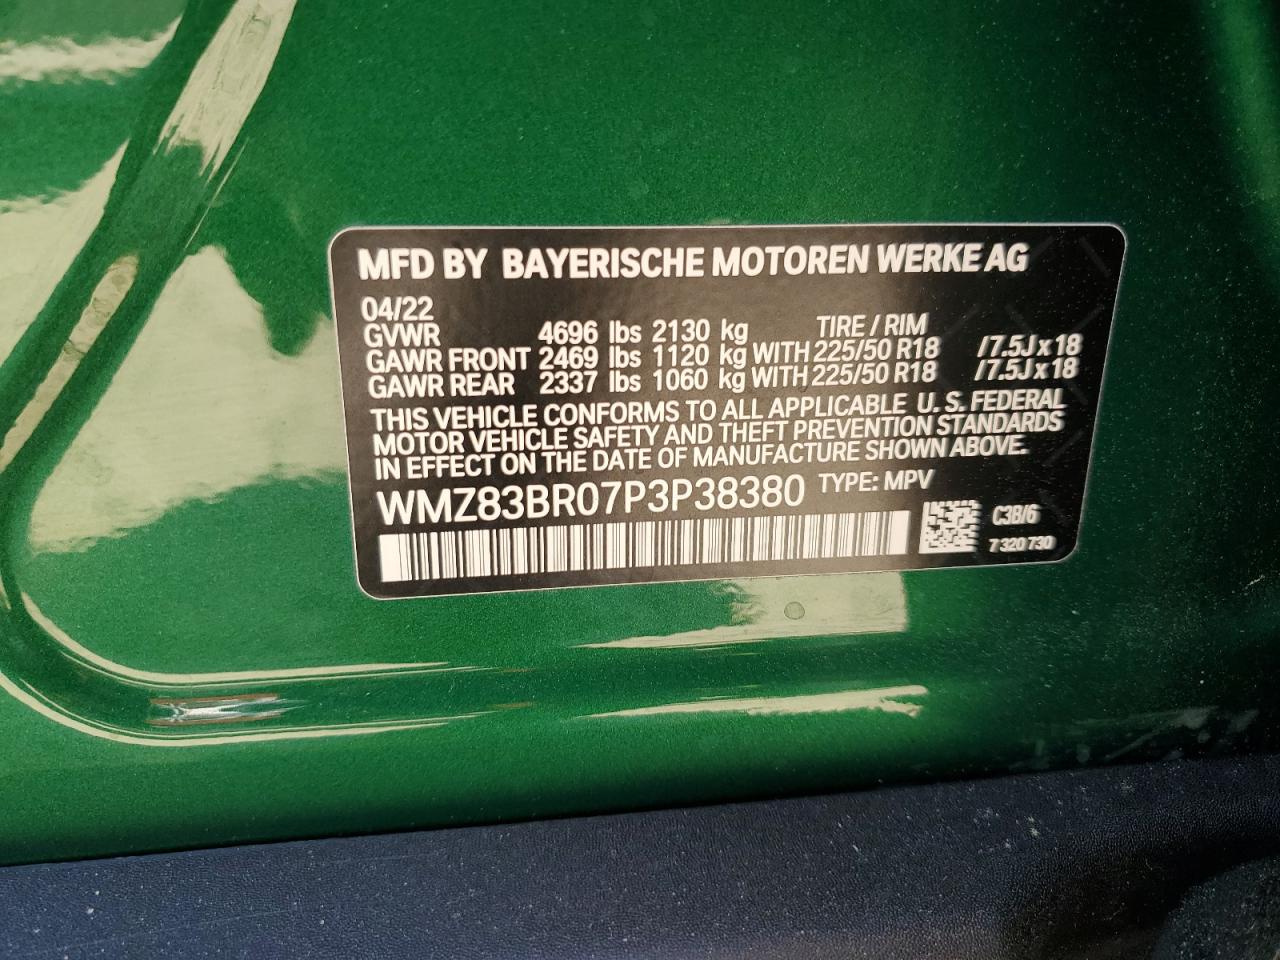 MFD BY BAYERISCHE MOTOREN WERKE AG
04/22
GVWR 4696 lbs 2130 kg TIRE / RIM
GAWR FRONT 2469 lbs 1120 kg WITH 225/50 R18 /7.5J x 18
GAWR REAR 2337 lbs 1060 kg WITH 225/50 R18 /7.5J x 18
THIS VEHICLE CONFORMS TO ALL APPLICABLE U. S. FEDERAL
MOTOR VEHICLE SAFETY AND THEFT PREVENTION STANDARDS
IN EFFECT ON THE DATE OF MANUFACTURE SHOWN ABOVE.
WMZ83BR07P3P38380 TYPE: MPV
C3B/6
7 320 730